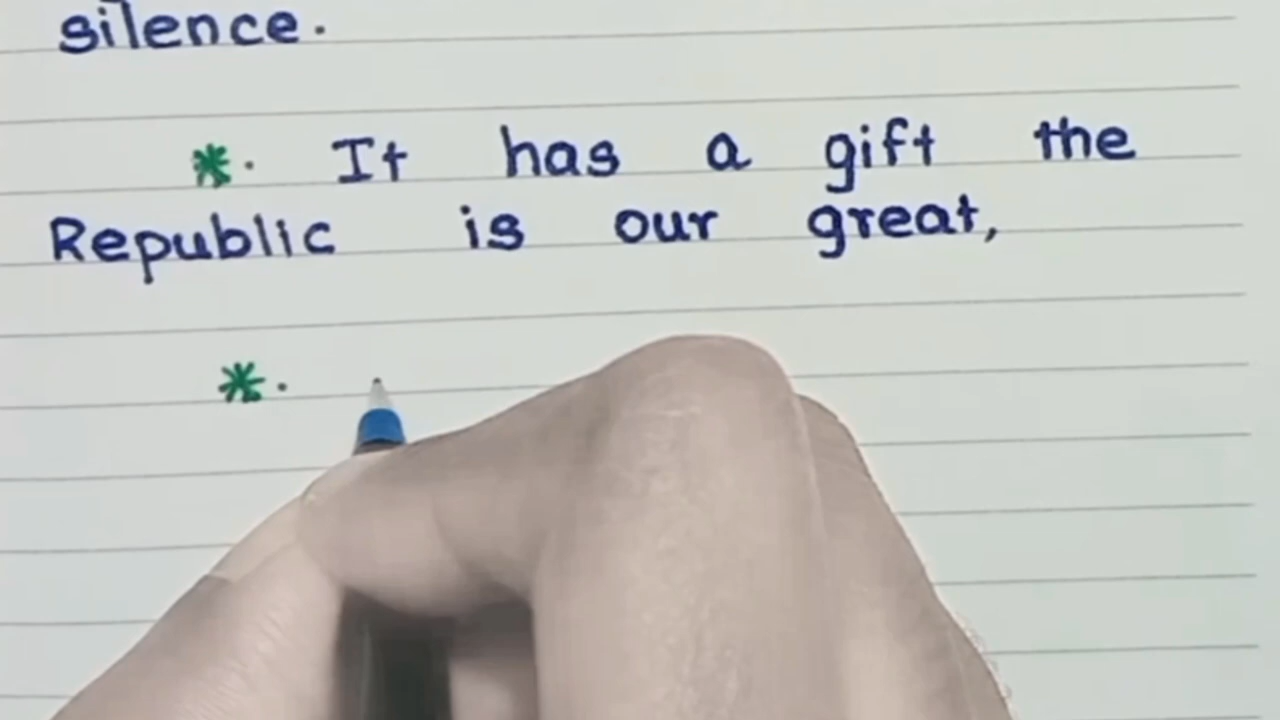 silence.
*. It has a gift the
Republic is our great,
*.